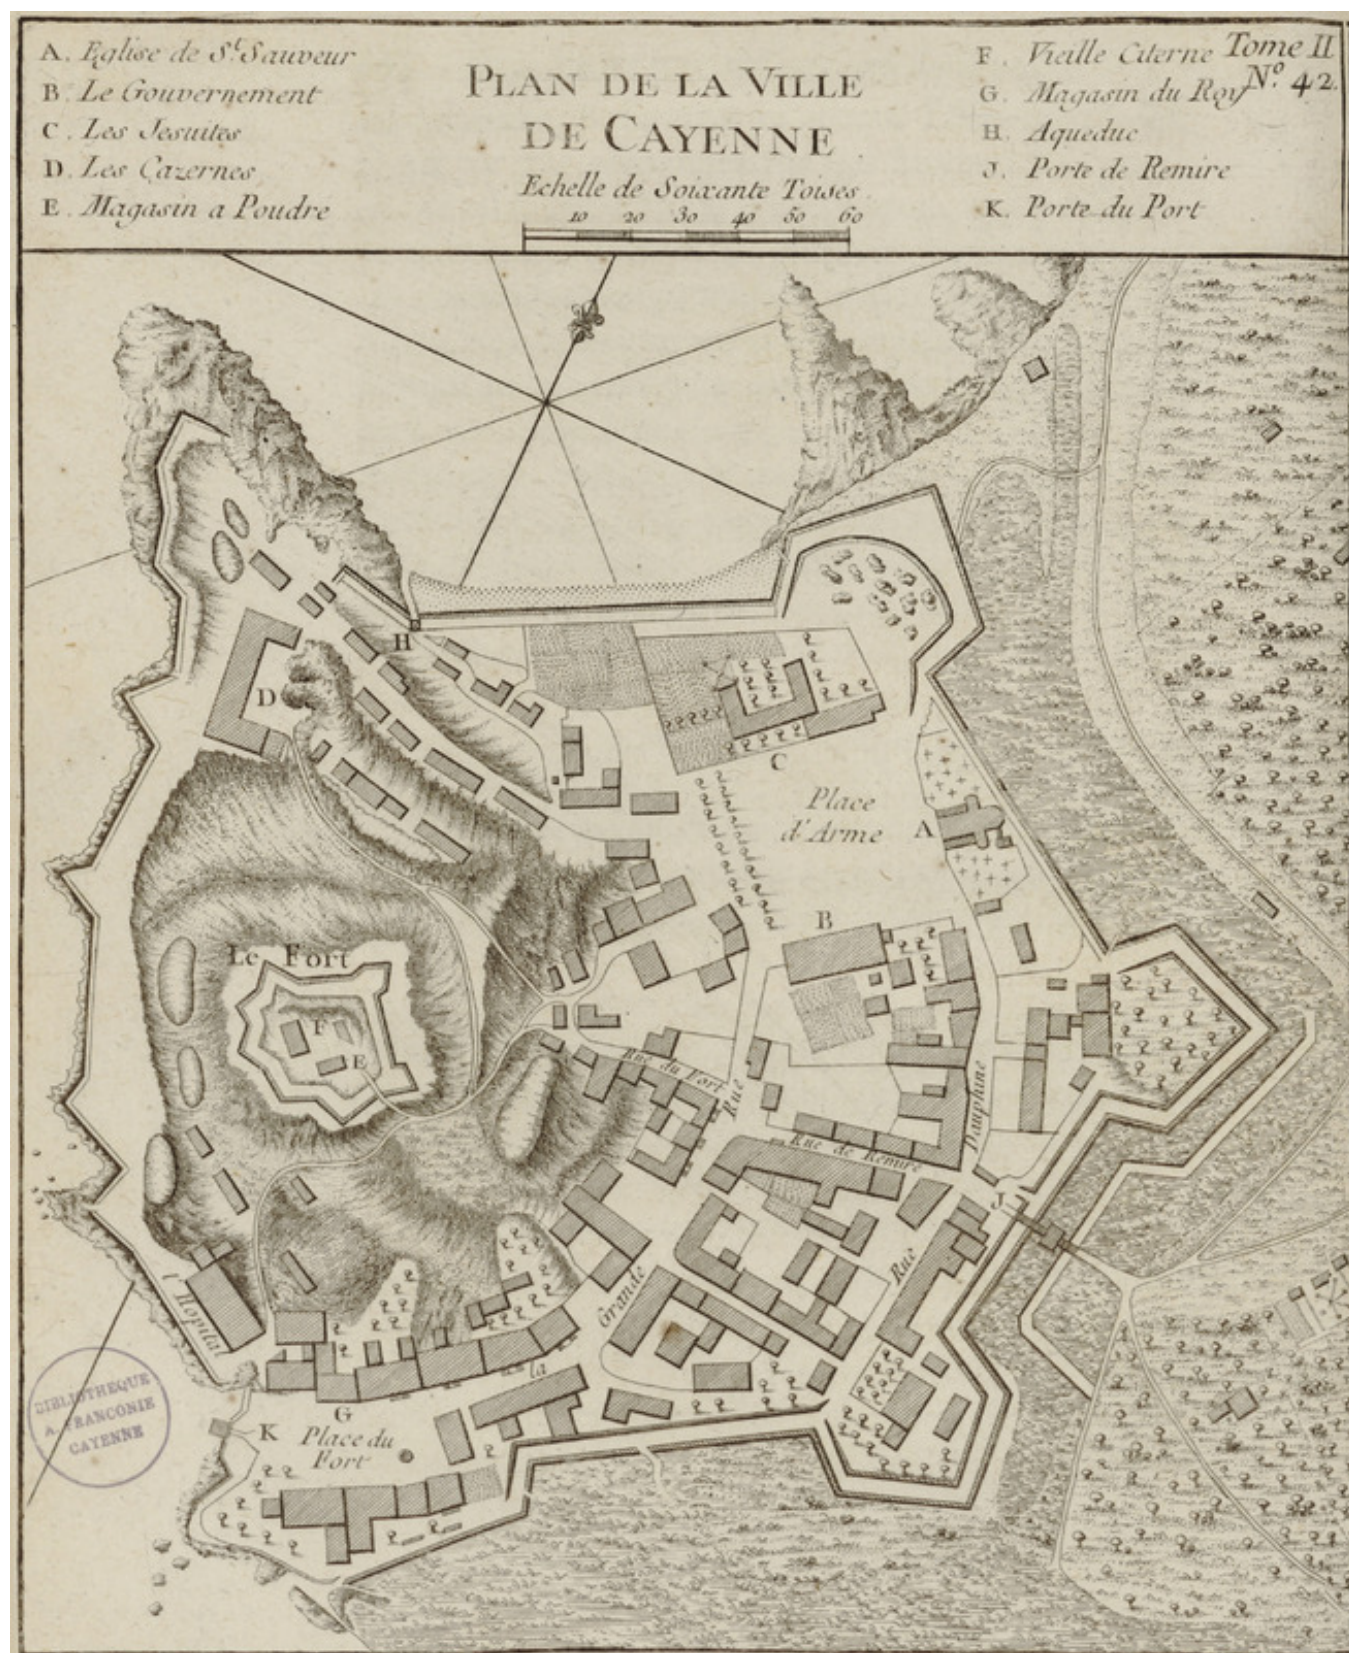 A. Eglise de S.t Sauveur
B. Le Gouvernement
C. Les Jesuites
D. Les Cazernes
E. Magasin a Poudre
PLAN DE LA VILLE
DE CAYENNE.
Echelle de Soixante Toises.
10 20 30 40 50 60
Tome II
N.o 42.
F. Vieille Citerne
G. Magasin du Roy
H. Aqueduc
J. Porte de Remire
K. Porte du Port
H
D
C
Place
d'Arme
A
B
Le Fort
F
E
Rue du Fort
Rue
Dauphine
Rue de Remire
J
Rue
Grande
la
l'Hopital
G
K
Place du
Fort
BIBLIOTHEQUE
A. FRANCONIE
CAYENNE